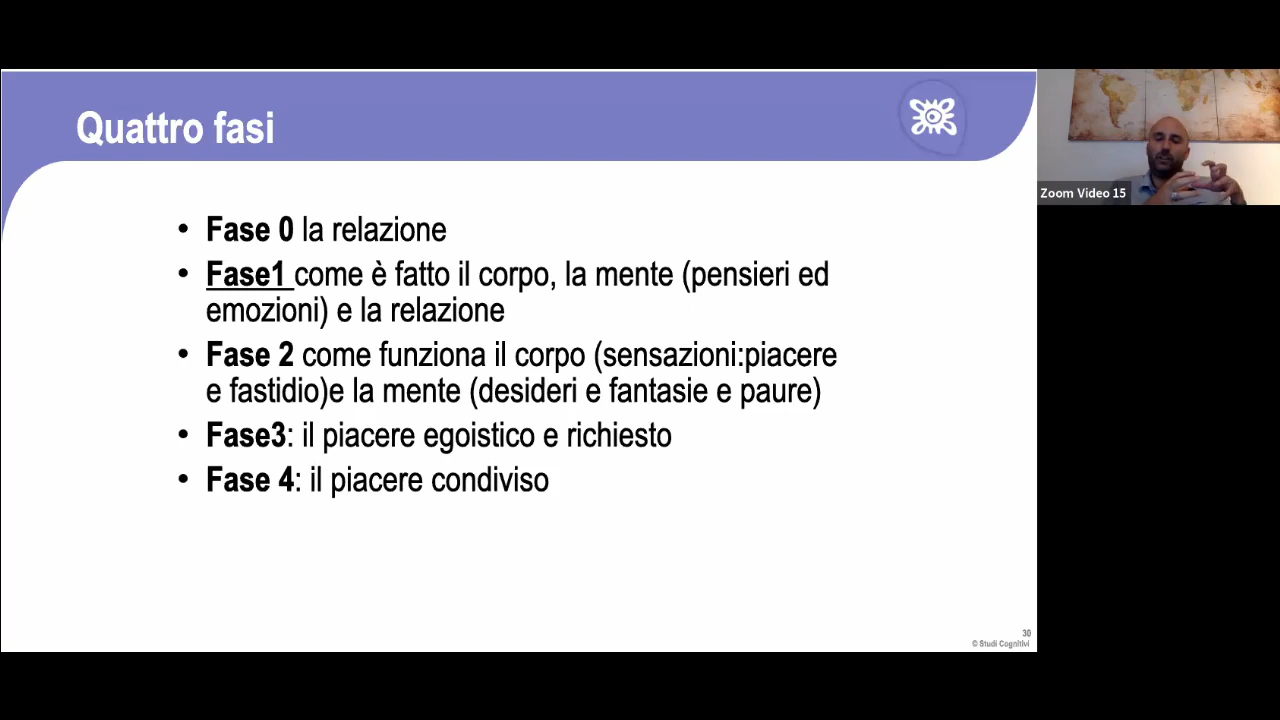 Quattro fasi
• Fase 0 la relazione
• Fase1 come è fatto il corpo, la mente (pensieri ed
emozioni) e la relazione
• Fase 2 come funziona il corpo (sensazioni:piacere
e fastidio)e la mente (desideri e fantasie e paure)
• Fase3: il piacere egoistico e richiesto
• Fase 4: il piacere condiviso
30
© Studi Cognitivi
Zoom Video 15